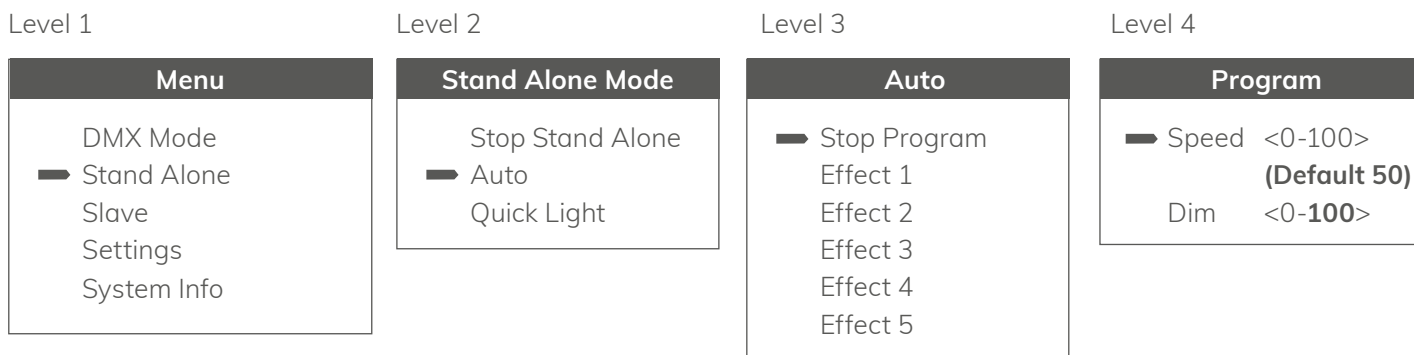 Level 1
Menu
DMX Mode
Stand Alone
Slave
Settings
System Info
Level 2
Stand Alone Mode
Stop Stand Alone
Auto
Quick Light
Level 3
Auto
Stop Program
Effect 1
Effect 2
Effect 3
Effect 4
Effect 5
Level 4
Program
Speed <0-100>
(Default 50)
Dim <0-100>